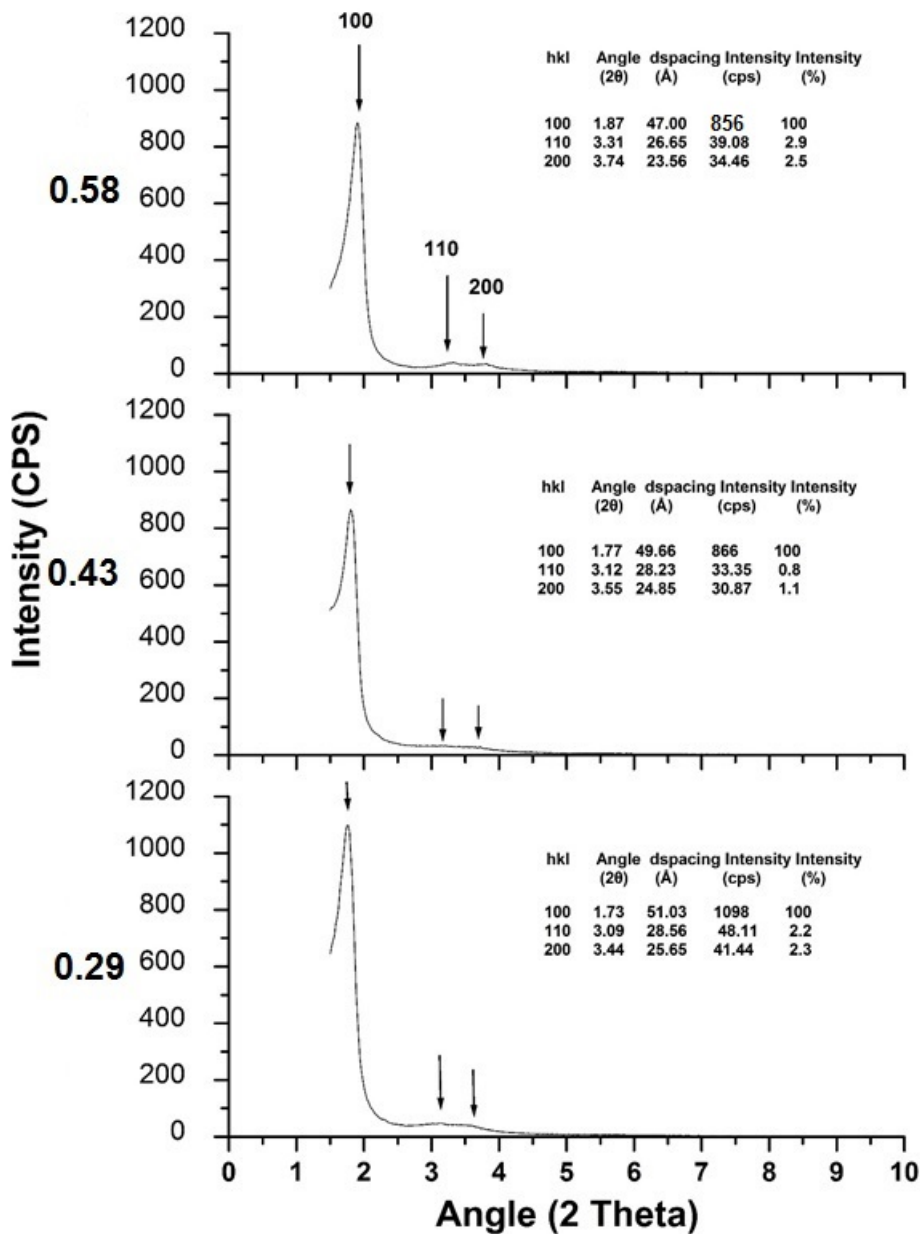 1200
1000
800
600
400
200
0
0.58
100
110
200
hkl Angle dspacing Intensity Intensity
(2θ) (Å) (cps) (%)
100 1.87 47.00 856 100
110 3.31 26.65 39.08 2.9
200 3.74 23.56 34.46 2.5
Intensity (CPS)
1200
1000
800
600
400
200
0
0.43
hkl Angle dspacing Intensity Intensity
(2θ) (Å) (cps) (%)
100 1.77 49.66 866 100
110 3.12 28.23 33.35 0.8
200 3.55 24.85 30.87 1.1
1200
1000
800
600
400
200
0
0.29
hkl Angle dspacing Intensity Intensity
(2θ) (Å) (cps) (%)
100 1.73 51.03 1098 100
110 3.09 28.56 48.11 2.2
200 3.44 25.65 41.44 2.3
0 1 2 3 4 5 6 7 8 9 10
Angle (2 Theta)